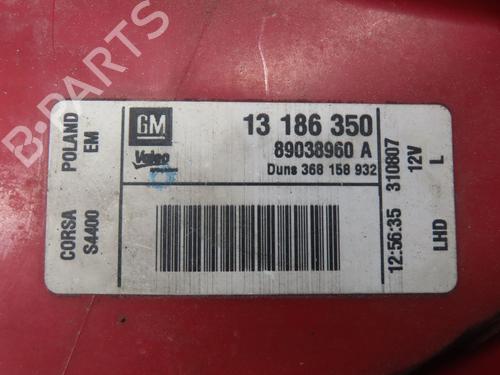 B-PARTS
POLAND
EM
CORSA
S4400
GM
Valeo
13 186 350
89038960 A
Duns 368 158 932
12:56:35 310807
12V
LHD L